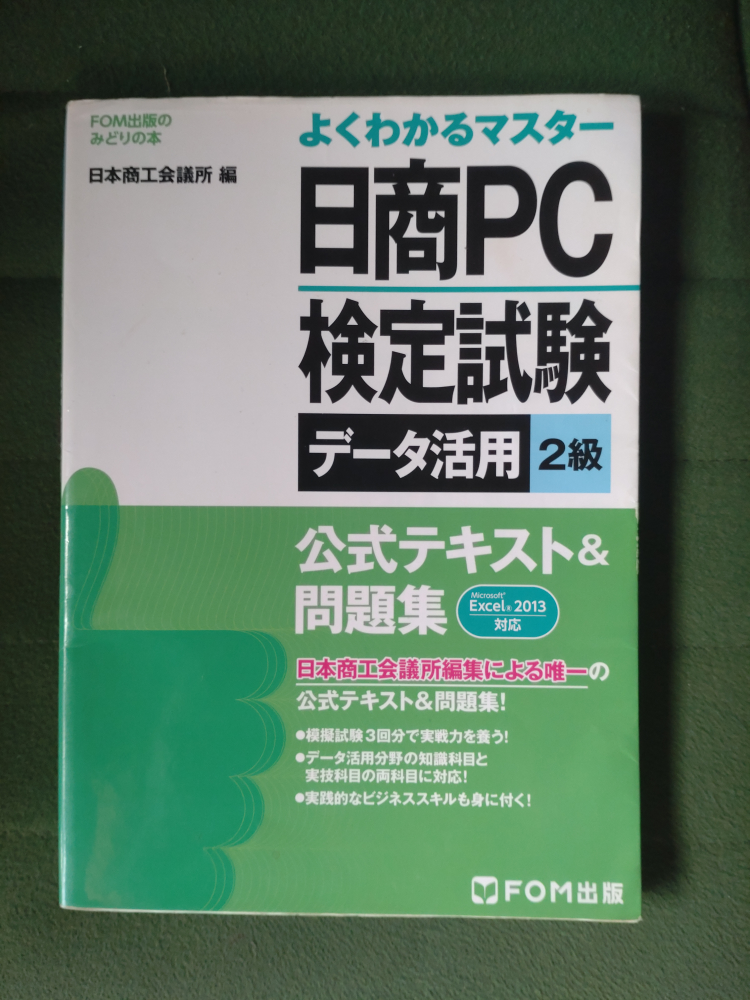 FOM出版の
みどりの本
日本商工会議所 編
よくわかるマスター
日商PC
検定試験
データ活用 2級
公式テキスト&
問題集
Microsoft®
Excel® 2013
対応
日本商工会議所編集による唯一の
公式テキスト&問題集!
●模擬試験3回分で実戦力を養う!
●データ活用分野の知識科目と
実技科目の両科目に対応!
●実践的なビジネススキルも身に付く!
FOM出版